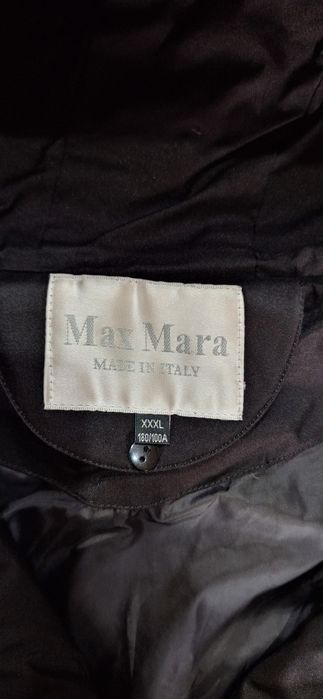 Max Mara
MADE IN ITALY
XXXL
180/100A